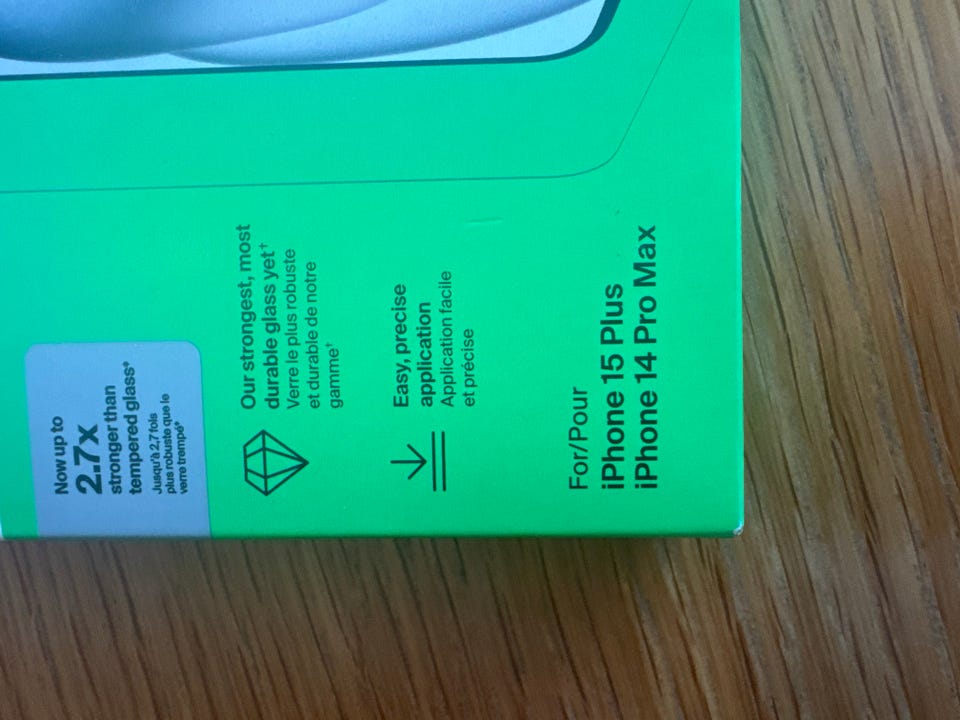 Now up to
2.7x
stronger than
tempered glass*
Jusqu'à 2,7 fois
plus robuste que le
verre trempé*
Our strongest, most
durable glass yet†
Verre le plus robuste
et durable de notre
gamme†
Easy, precise
application
Application facile
et précise
For/Pour
iPhone 15 Plus
iPhone 14 Pro Max